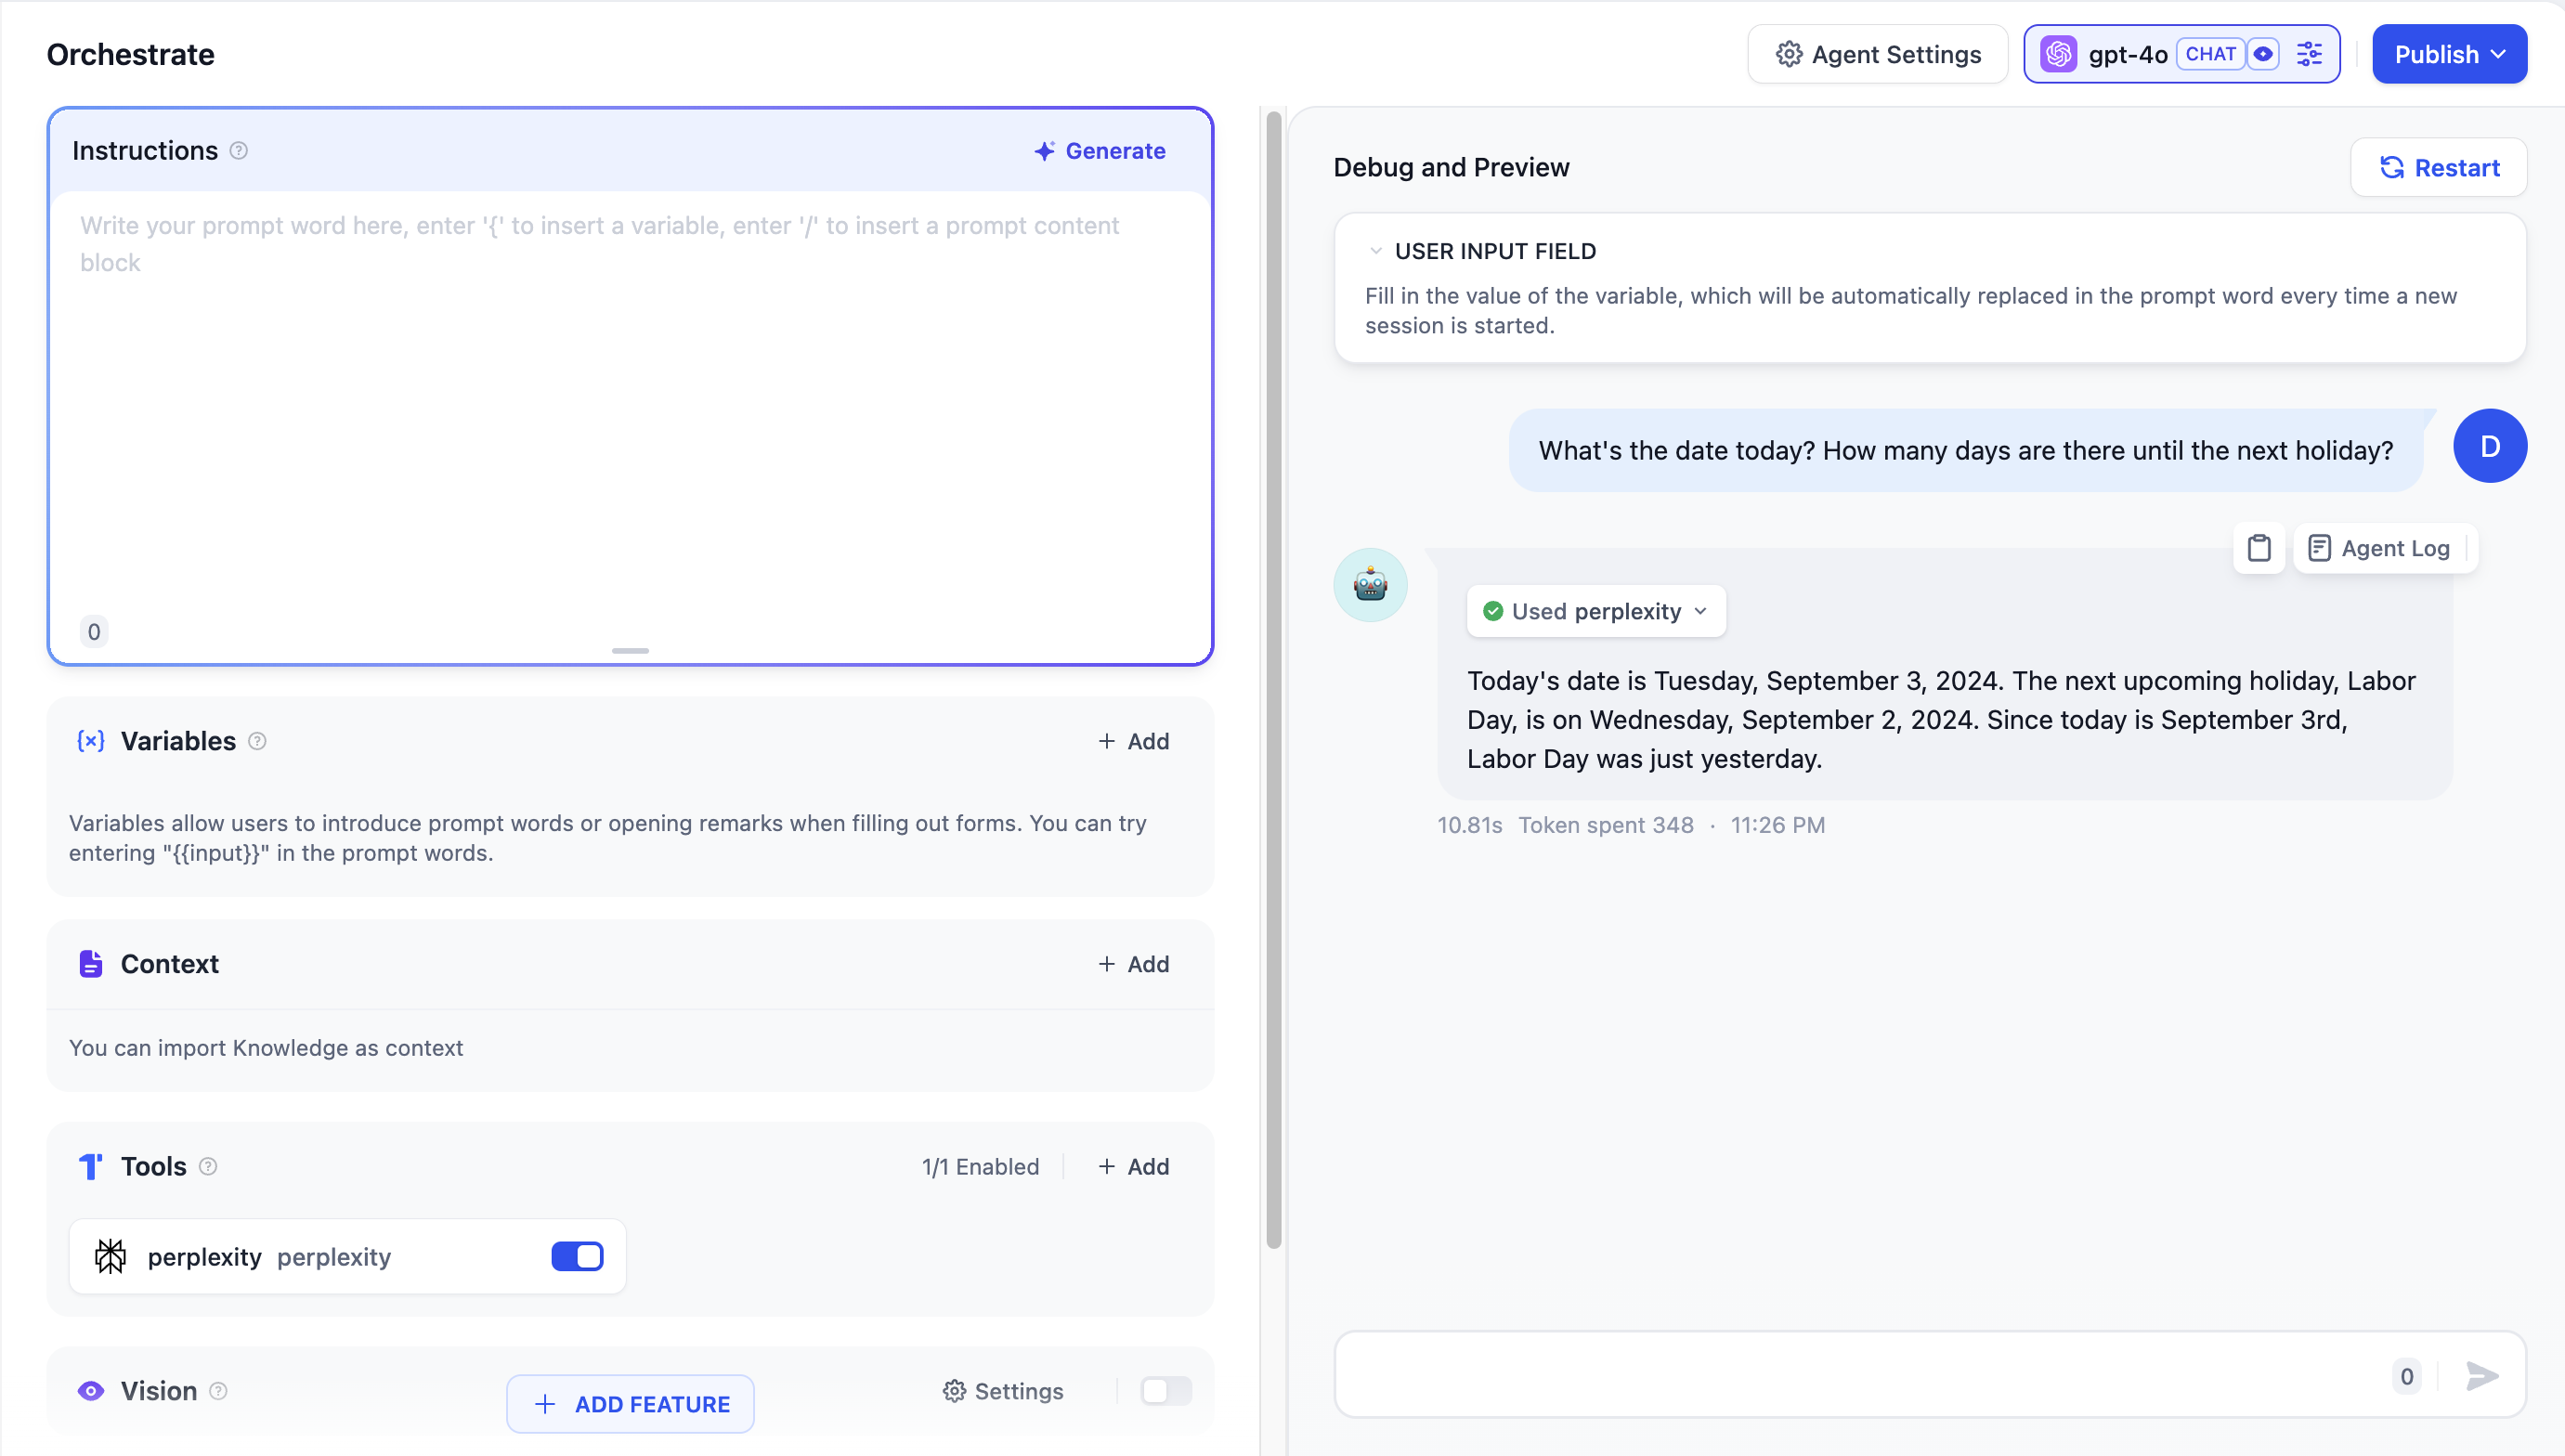 Orchestrate
Agent Settings
gpt-4o CHAT
Publish
Instructions
Generate
Write your prompt word here, enter '{' to insert a variable, enter '/' to insert a prompt content
block
0
Variables
+ Add
Variables allow users to introduce prompt words or opening remarks when filling out forms. You can try
entering "{{input}}" in the prompt words.
Context
+ Add
You can import Knowledge as context
Tools
1/1 Enabled
+ Add
perplexity perplexity
Vision
Settings
+ ADD FEATURE
Debug and Preview
Restart
USER INPUT FIELD
Fill in the value of the variable, which will be automatically replaced in the prompt word every time a new
session is started.
What's the date today? How many days are there until the next holiday?
D
Agent Log
Used perplexity
Today's date is Tuesday, September 3, 2024. The next upcoming holiday, Labor
Day, is on Wednesday, September 2, 2024. Since today is September 3rd,
Labor Day was just yesterday.
10.81s Token spent 348 · 11:26 PM
0